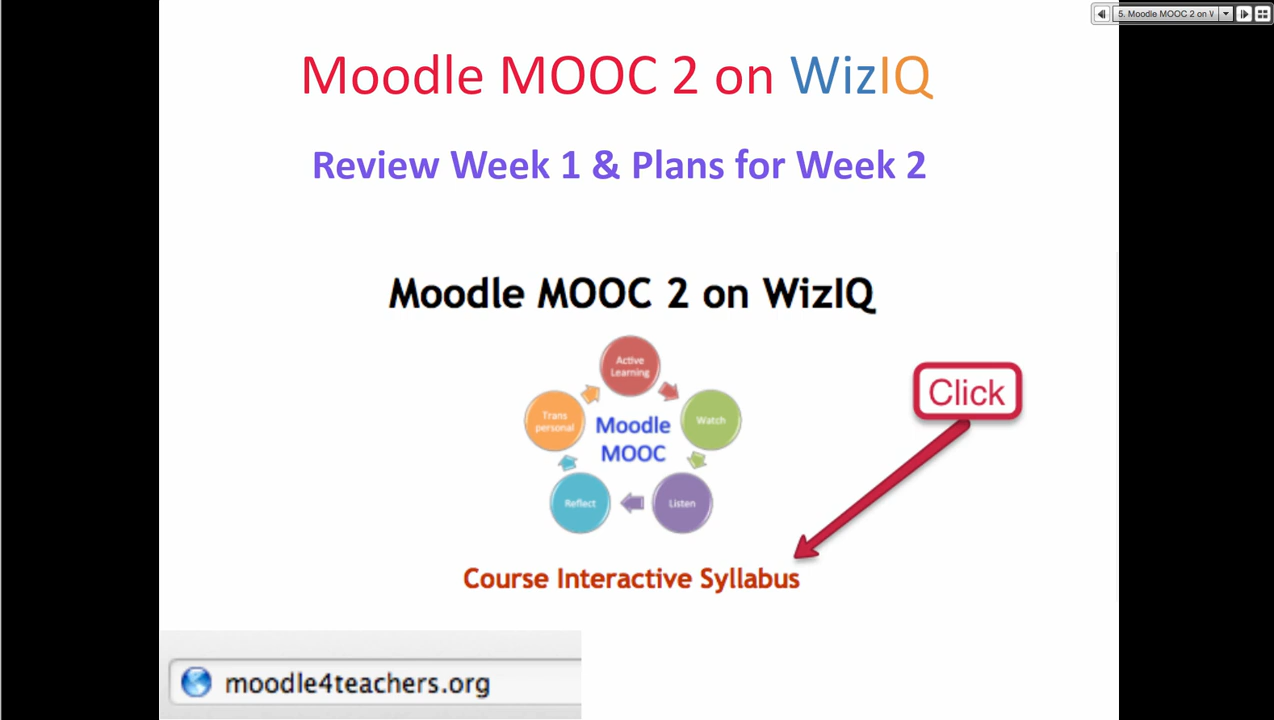 5. Moodle MOOC 2 on W
Moodle MOOC 2 on WizIQ
Review Week 1 & Plans for Week 2
Moodle MOOC 2 on WizIQ
Active
Learning
Click
Trans
personal
Moodle
MOOC
Watch
Reflect
Listen
Course Interactive Syllabus
moodle4teachers.org